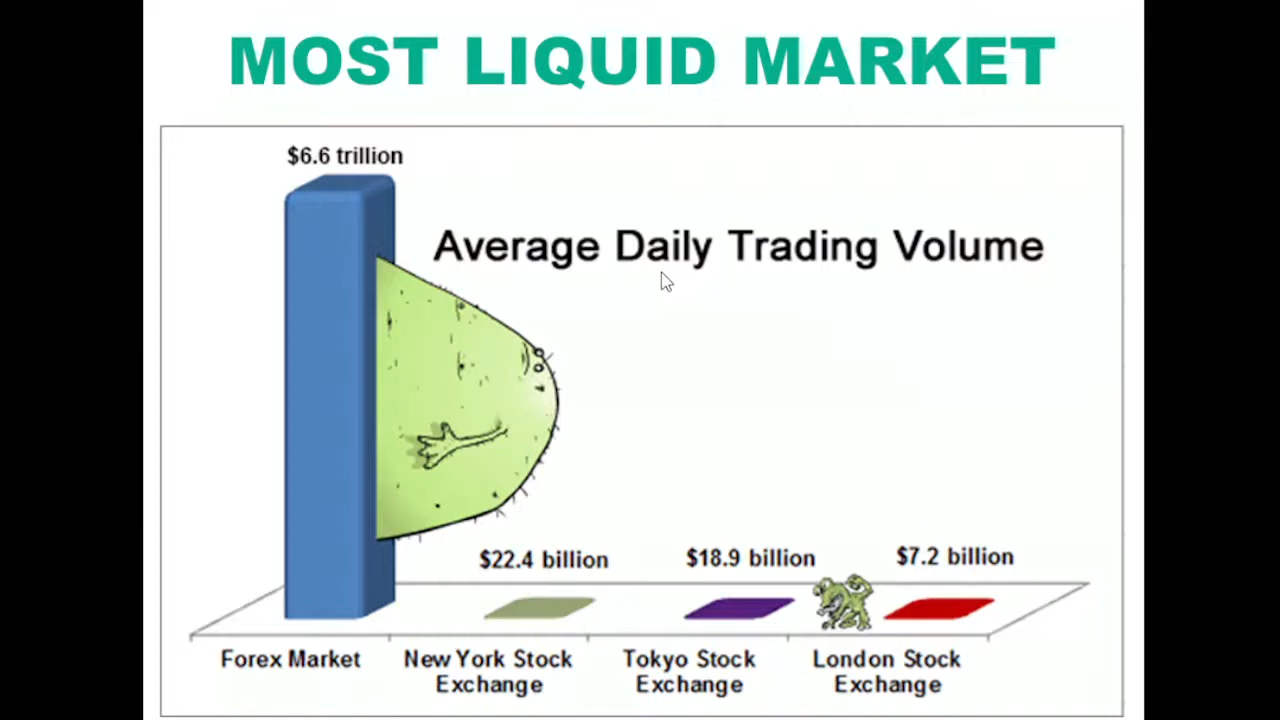 MOST LIQUID MARKET
$6.6 trillion
Average Daily Trading Volume
$22.4 billion
$18.9 billion
$7.2 billion
Forex Market
New York Stock
Exchange
Tokyo Stock
Exchange
London Stock
Exchange